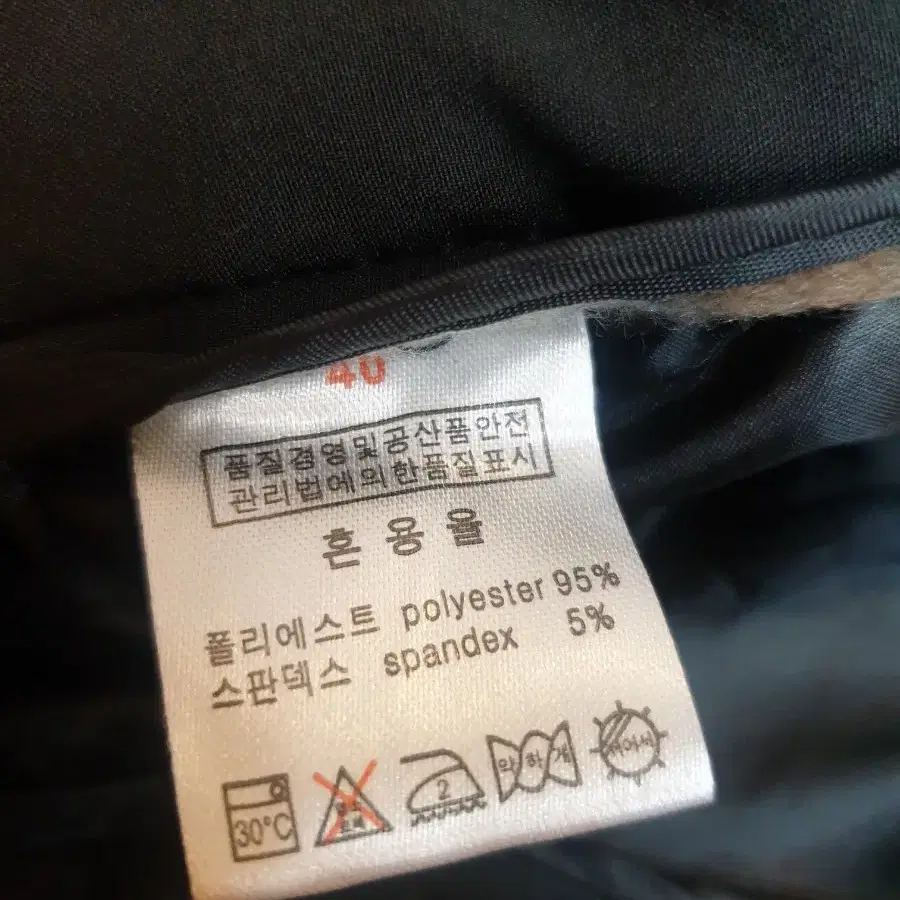 40
품질경영및공산품안전
관리법에의한품질표시
혼용율
폴리에스트 polyester 95%
스판덱스 spandex 5%
30°C
2
약하게